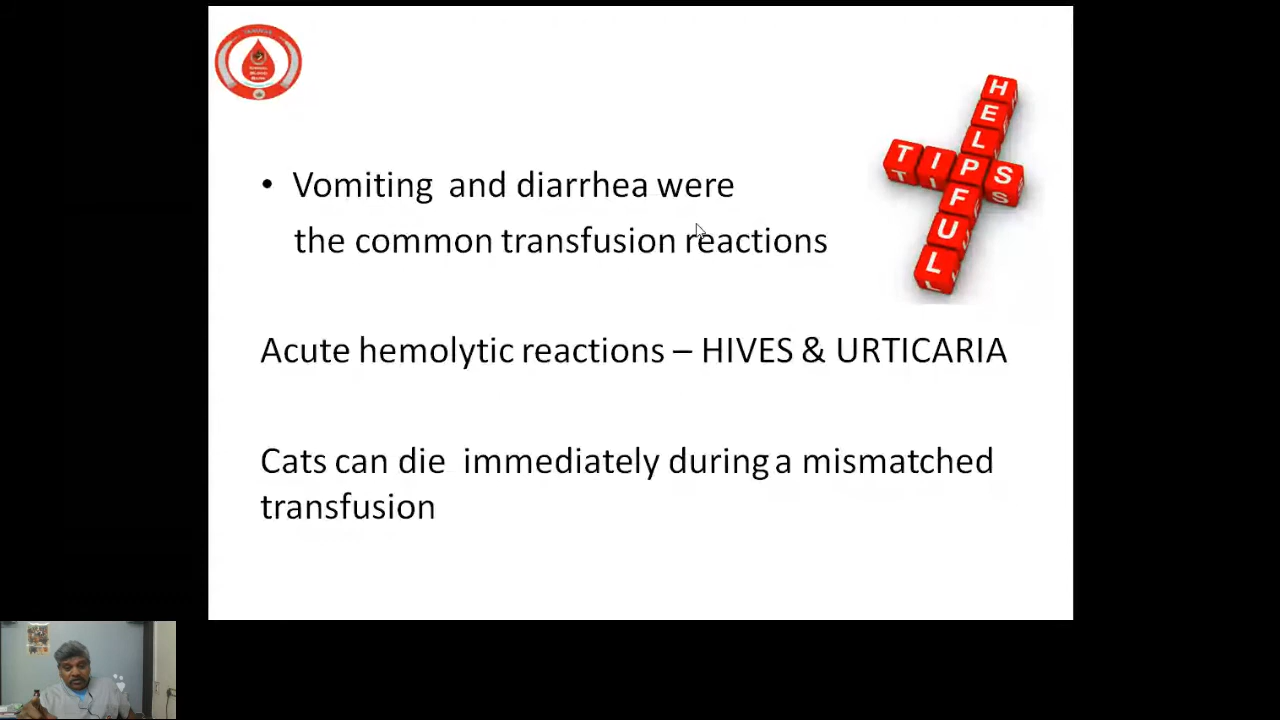 HELPFUL
TIPS
• Vomiting and diarrhea were
the common transfusion reactions
Acute hemolytic reactions – HIVES & URTICARIA
Cats can die immediately during a mismatched
transfusion